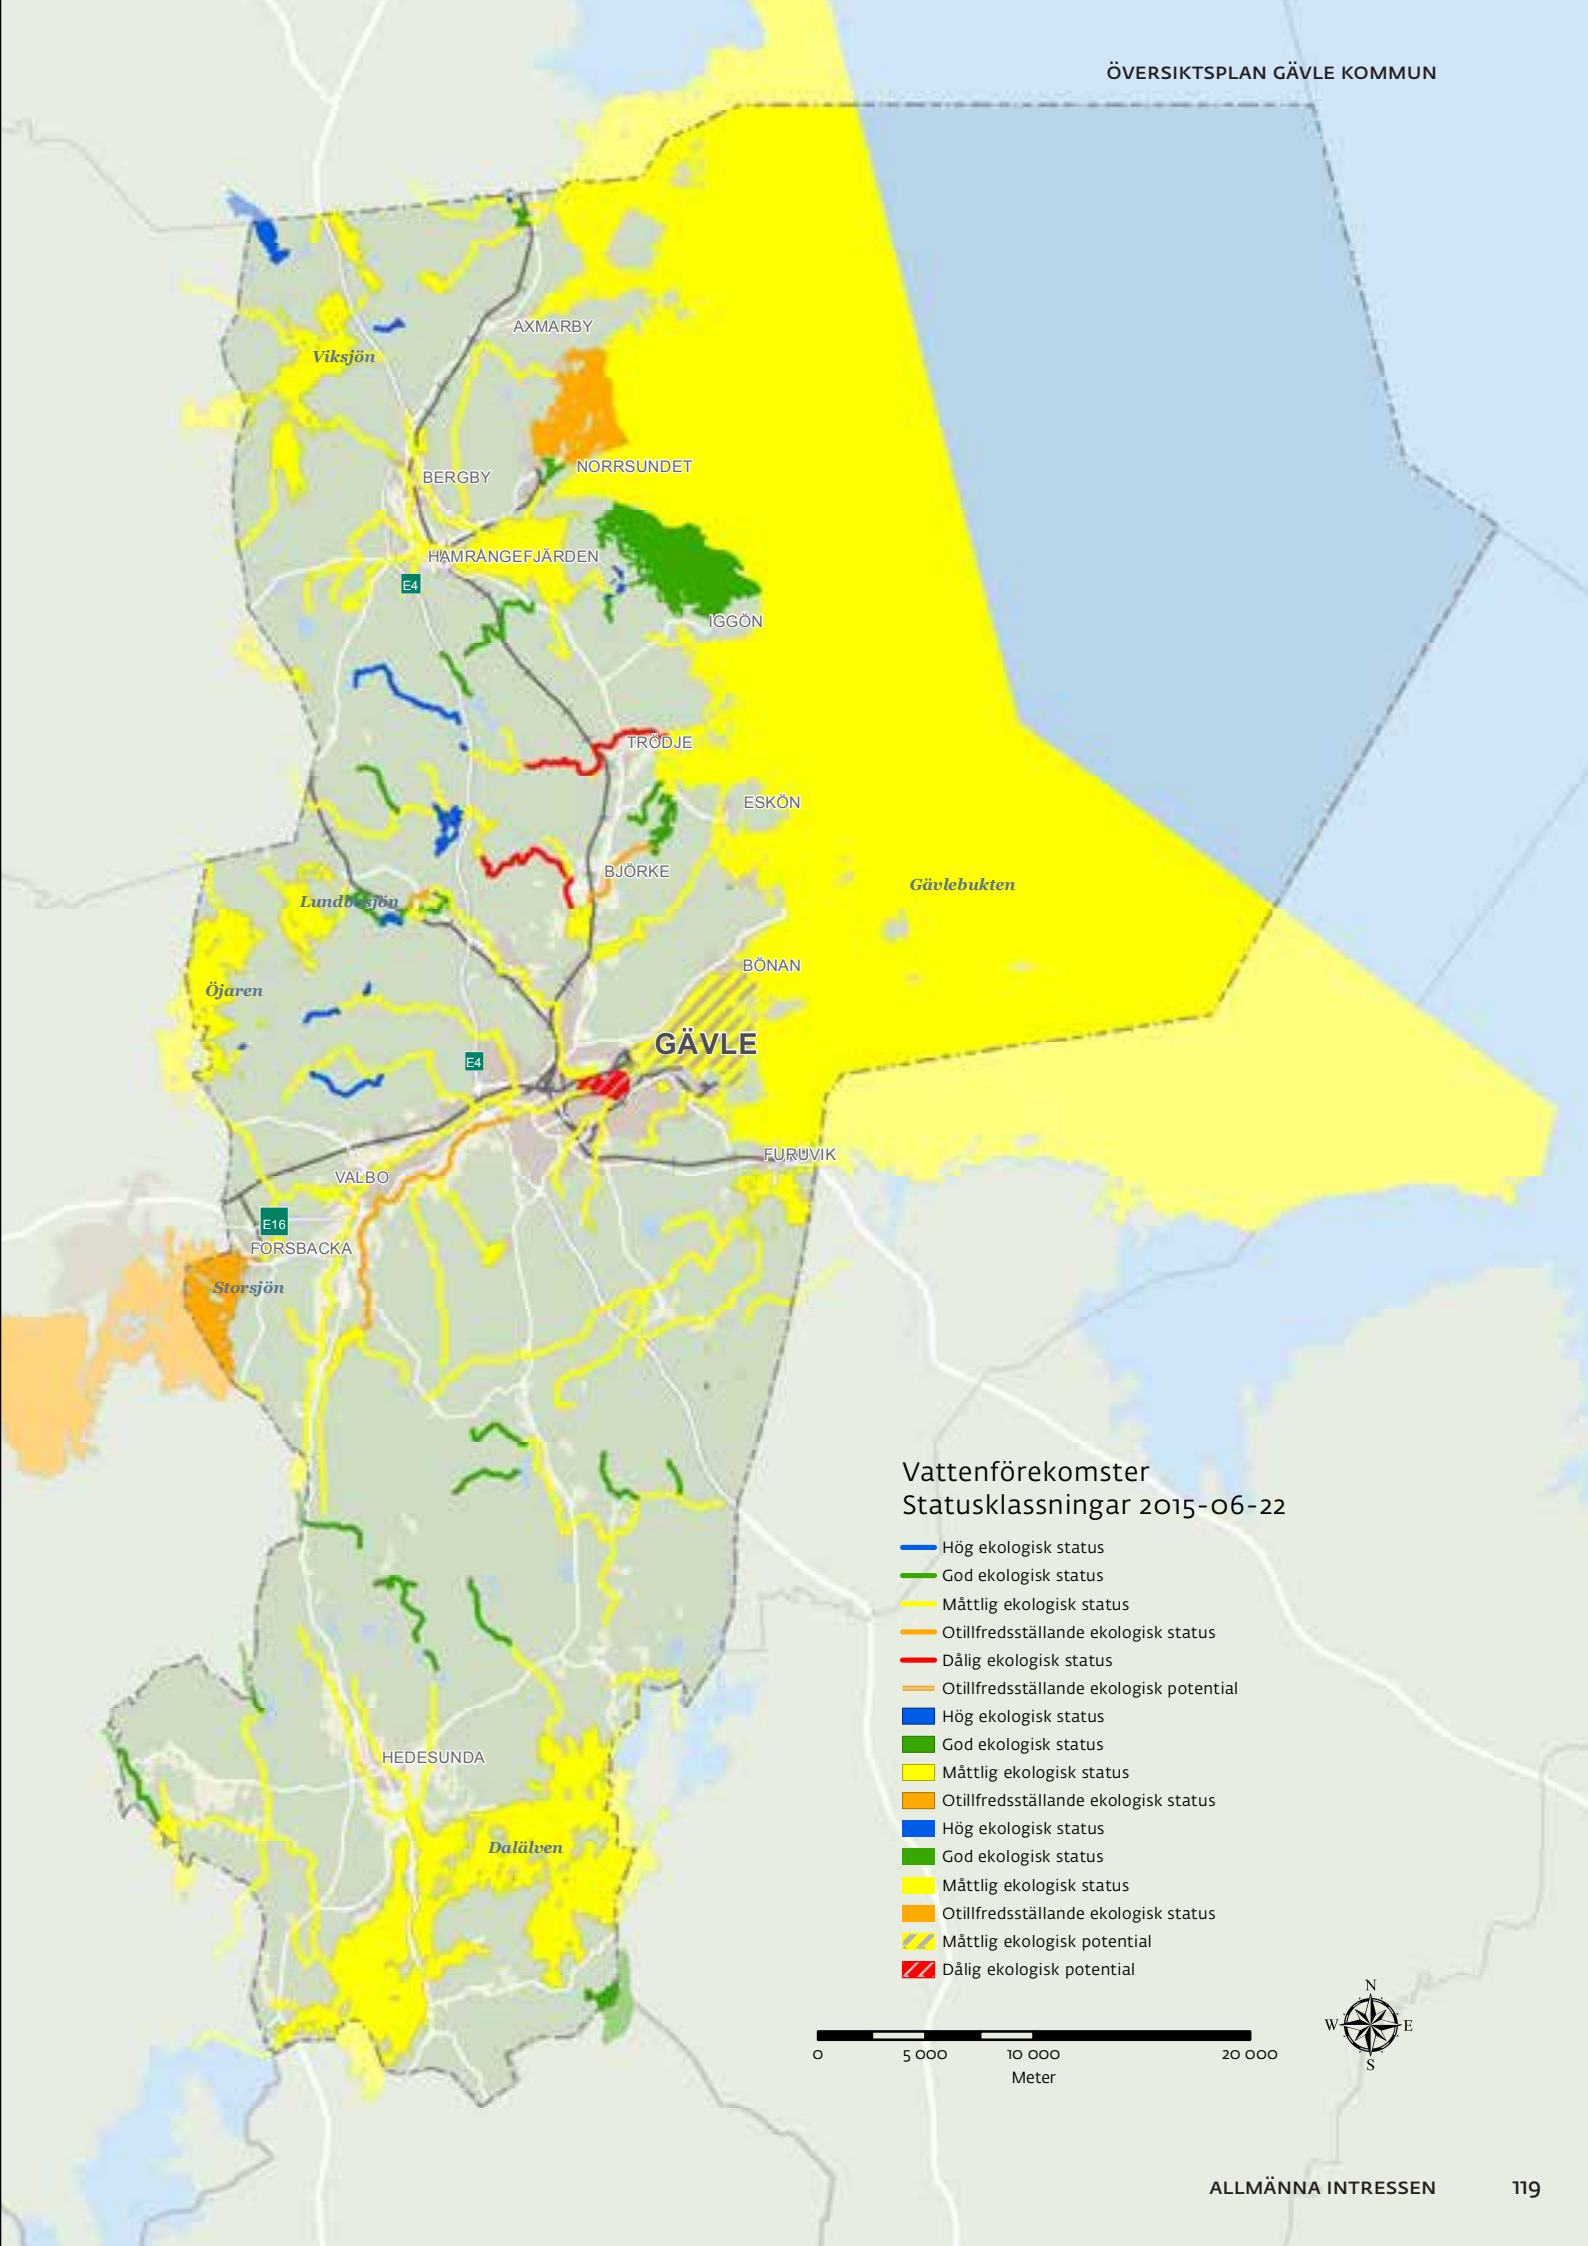 ÖVERSIKTSPLAN GÄVLE KOMMUN
AXMARBY
Viksjön
NORRSUNDET
BERGBY
HAMRÅNGEFJÄRDEN
E4
IGGÖN
TRÖDJE
ESKÖN
BJÖRKE
Gävlebukten
Lundbosjön
BÖNAN
Öjaren
GÄVLE
E4
FURUVIK
VALBO
E16
FORSBACKA
Storsjön
Vattenförekomster
Statusklassningar 2015-06-22
Hög ekologisk status
God ekologisk status
Måttlig ekologisk status
Otillfredsställande ekologisk status
Dålig ekologisk status
Otillfredsställande ekologisk potential
Hög ekologisk status
God ekologisk status
Måttlig ekologisk status
Otillfredsställande ekologisk status
Hög ekologisk status
God ekologisk status
Måttlig ekologisk status
Otillfredsställande ekologisk status
Måttlig ekologisk potential
Dålig ekologisk potential
HEDESUNDA
Dalälven
N
W E
S
0 5 000 10 000 20 000
Meter
ALLMÄNNA INTRESSEN 119